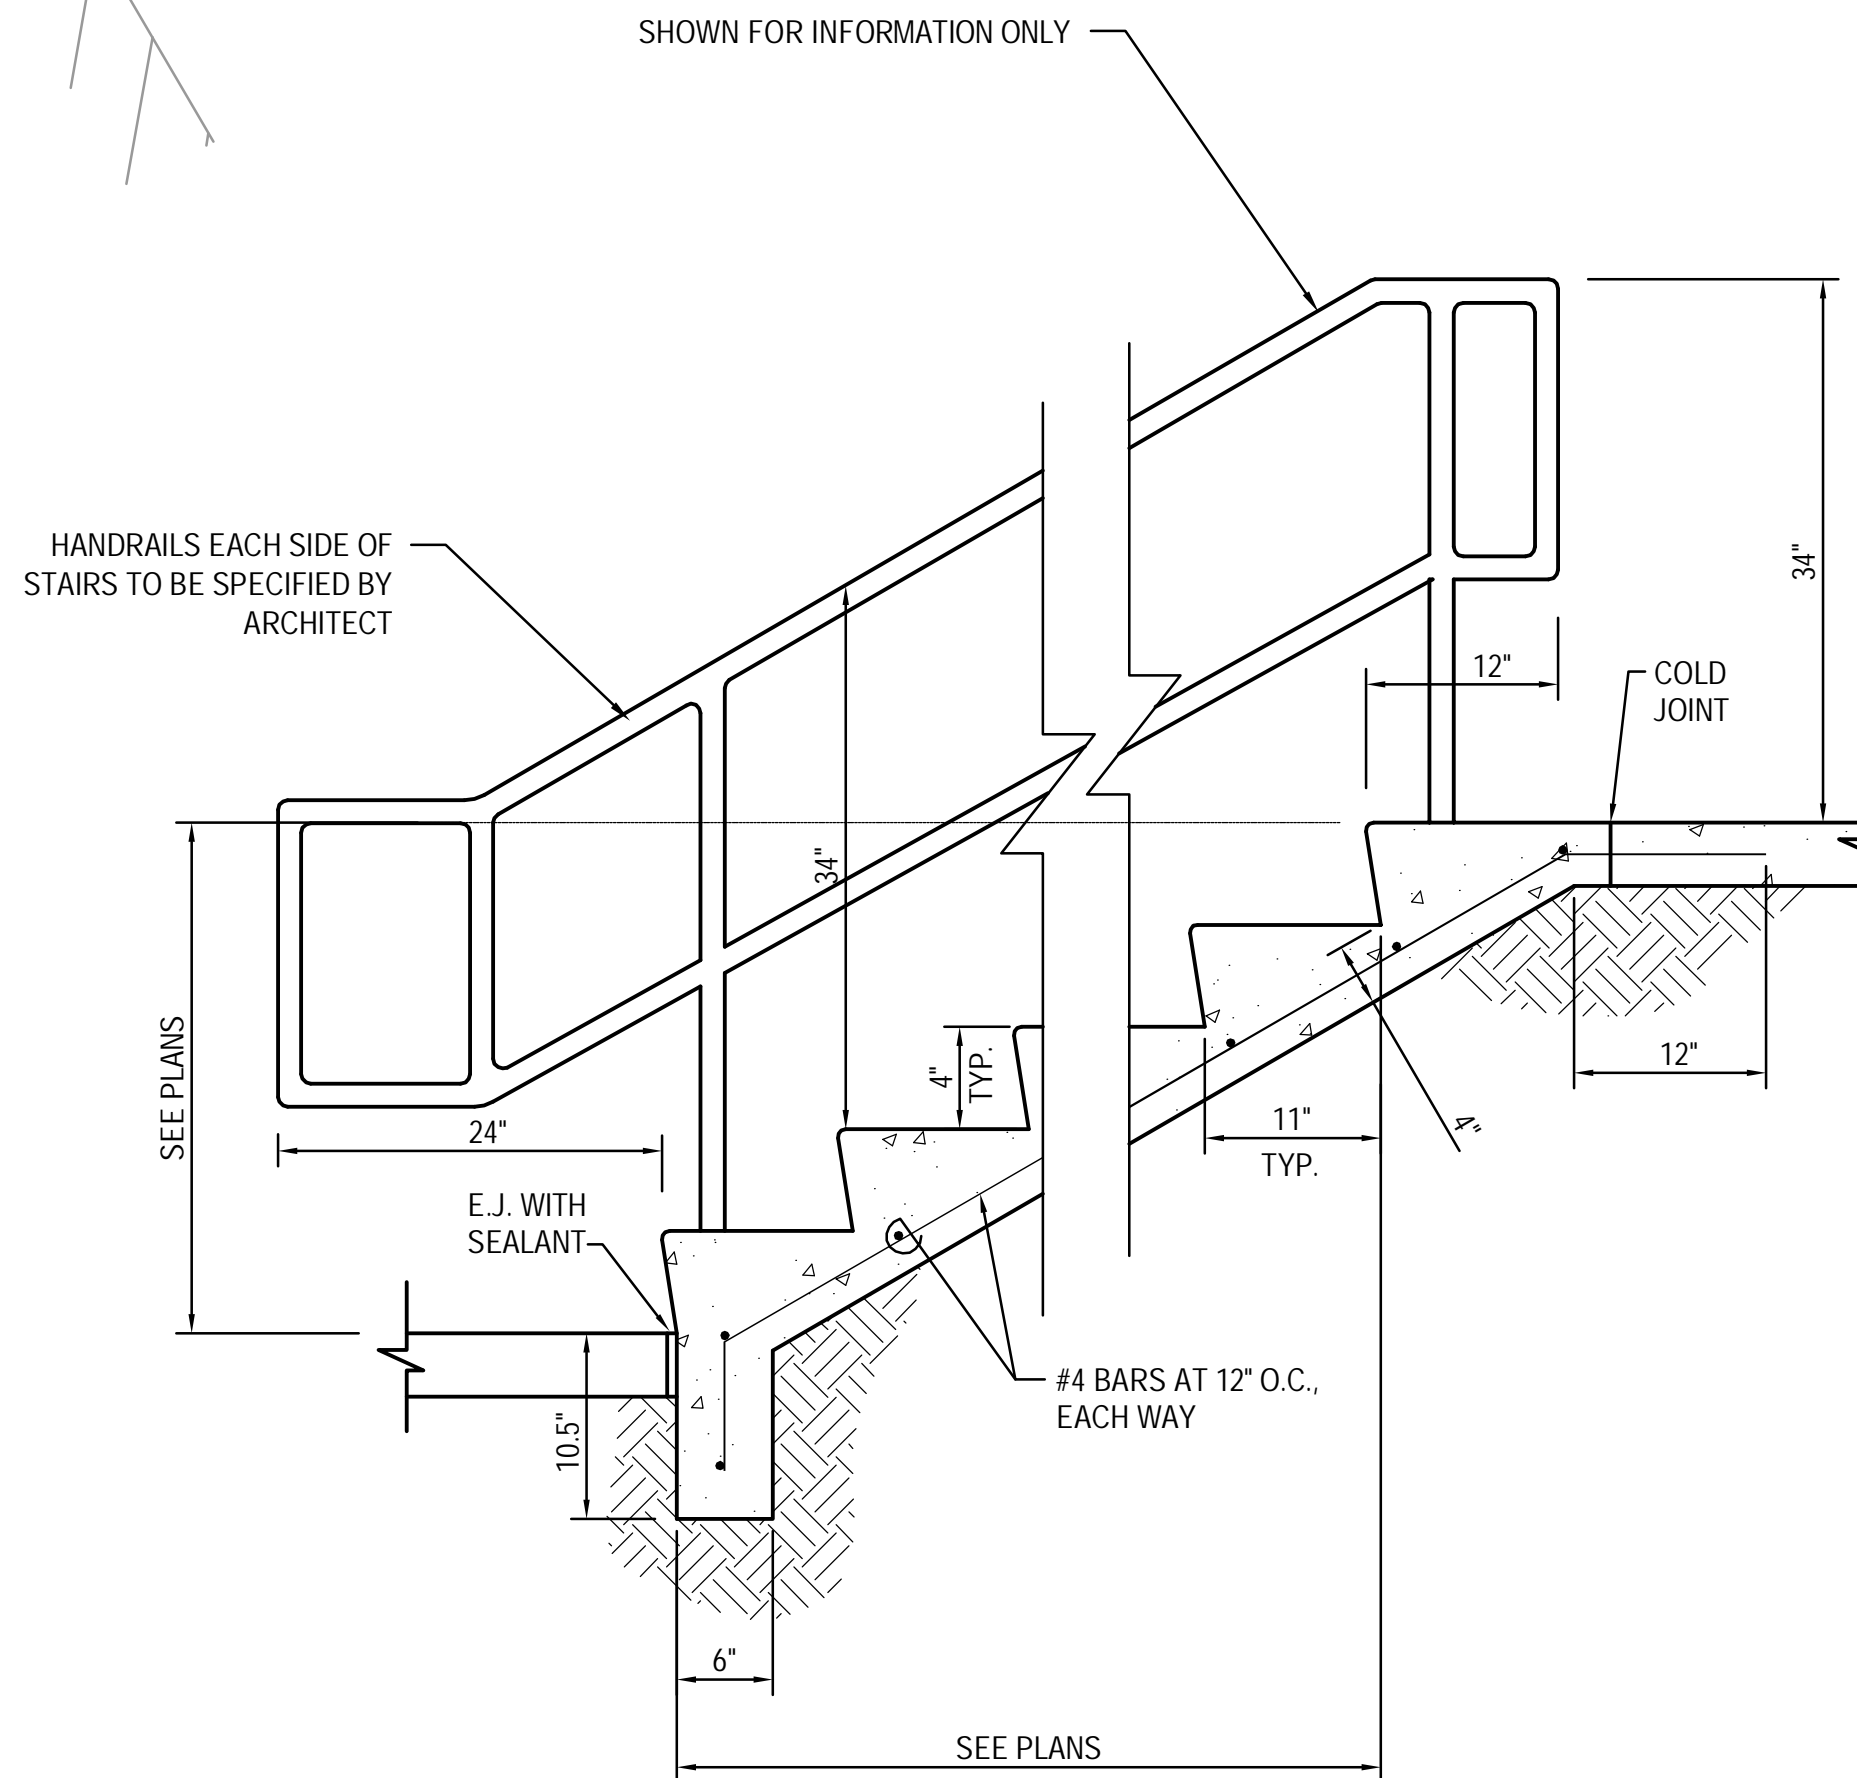 SHOWN FOR INFORMATION ONLY
HANDRAILS EACH SIDE OF
STAIRS TO BE SPECIFIED BY
ARCHITECT
34"
12"
COLD
JOINT
34"
SEE PLANS
4"
TYP.
24"
12"
11"
TYP.
4"
E.J. WITH
SEALANT
#4 BARS AT 12" O.C.,
EACH WAY
10.5"
6"
SEE PLANS